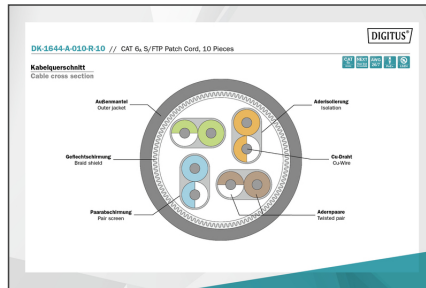 DIGITUS®
DK-1644-A-010-R-10 // CAT 6A S/FTP Patch Cord, 10 Pieces
Kabelquerschnitt
Cable cross section
Außenmantel
Outer jacket
Aderisolierung
Isolation
Geflechtschirmung
Braid shield
Cu-Draht
Cu-Wire
Paarabschirmung
Pair screen
Adernpaare
Twisted pair